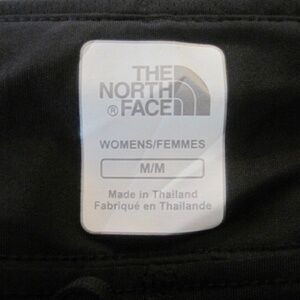 THE
NORTH
® FACE
WOMENS/FEMMES
M/M
Made in Thailand
Fabriqué en Thaïlande